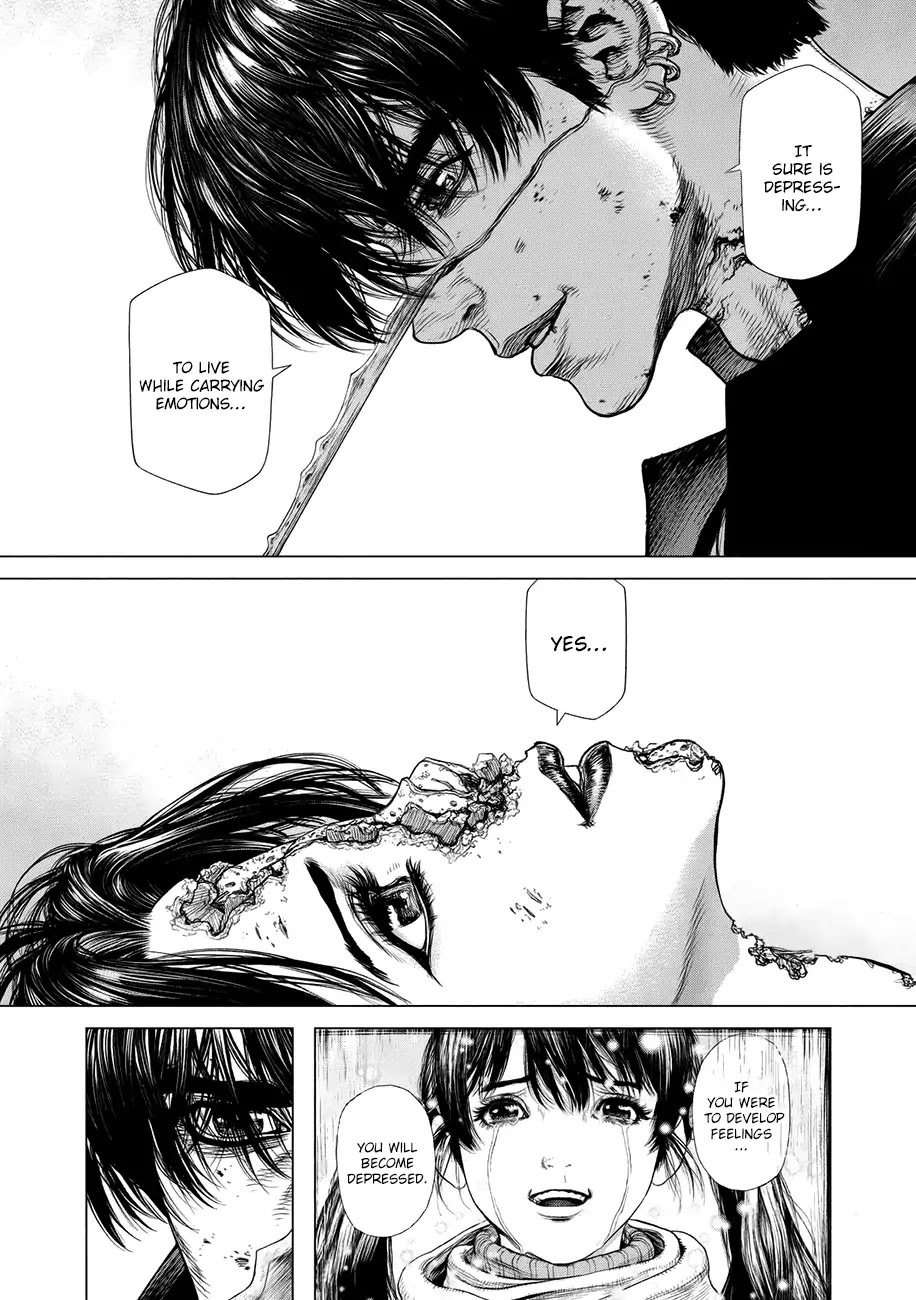 IT
SURE IS
DEPRESS-
ING...
TO LIVE
WHILE CARRYING
EMOTIONS...
YES...
IF
YOU WERE
TO DEVELOP
FEELINGS
...
YOU WILL
BECOME
DEPRESSED.